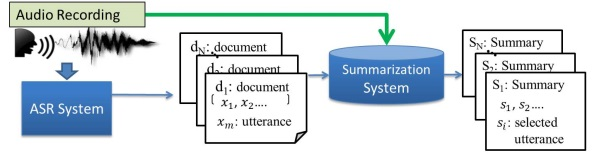 Audio Recording
ASR System
d_N: document
d_2: document
d_1: document
{ x_1, x_2.... }
x_m: utterance
Summarization
System
S_N: Summary
S_2: Summary
S_1: Summary
s_1, s_2....
s_i: selected
utterance